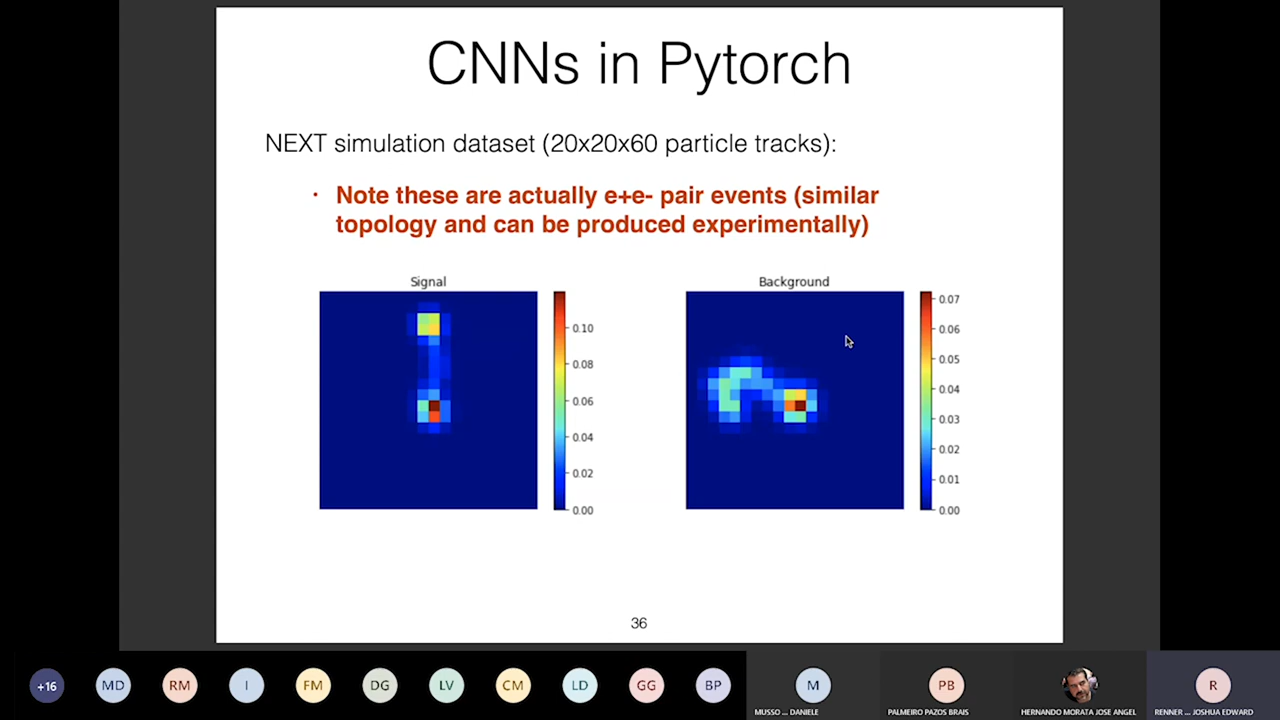 CNNs in Pytorch
NEXT simulation dataset (20x20x60 particle tracks):
· Note these are actually e+e- pair events (similar
topology and can be produced experimentally)
Signal
0.10
0.08
0.06
0.04
0.02
0.00
Background
0.07
0.06
0.05
0.04
0.03
0.02
0.01
0.00
36
+16
MD
RM
I
FM
DG
LV
CM
LD
GG
BP
M
PB
R
MUSSO ... DANIELE
PALMEIRO PAZOS BRAIS
HERNANDO MORATA JOSE ANGEL
RENNER ... JOSHUA EDWARD